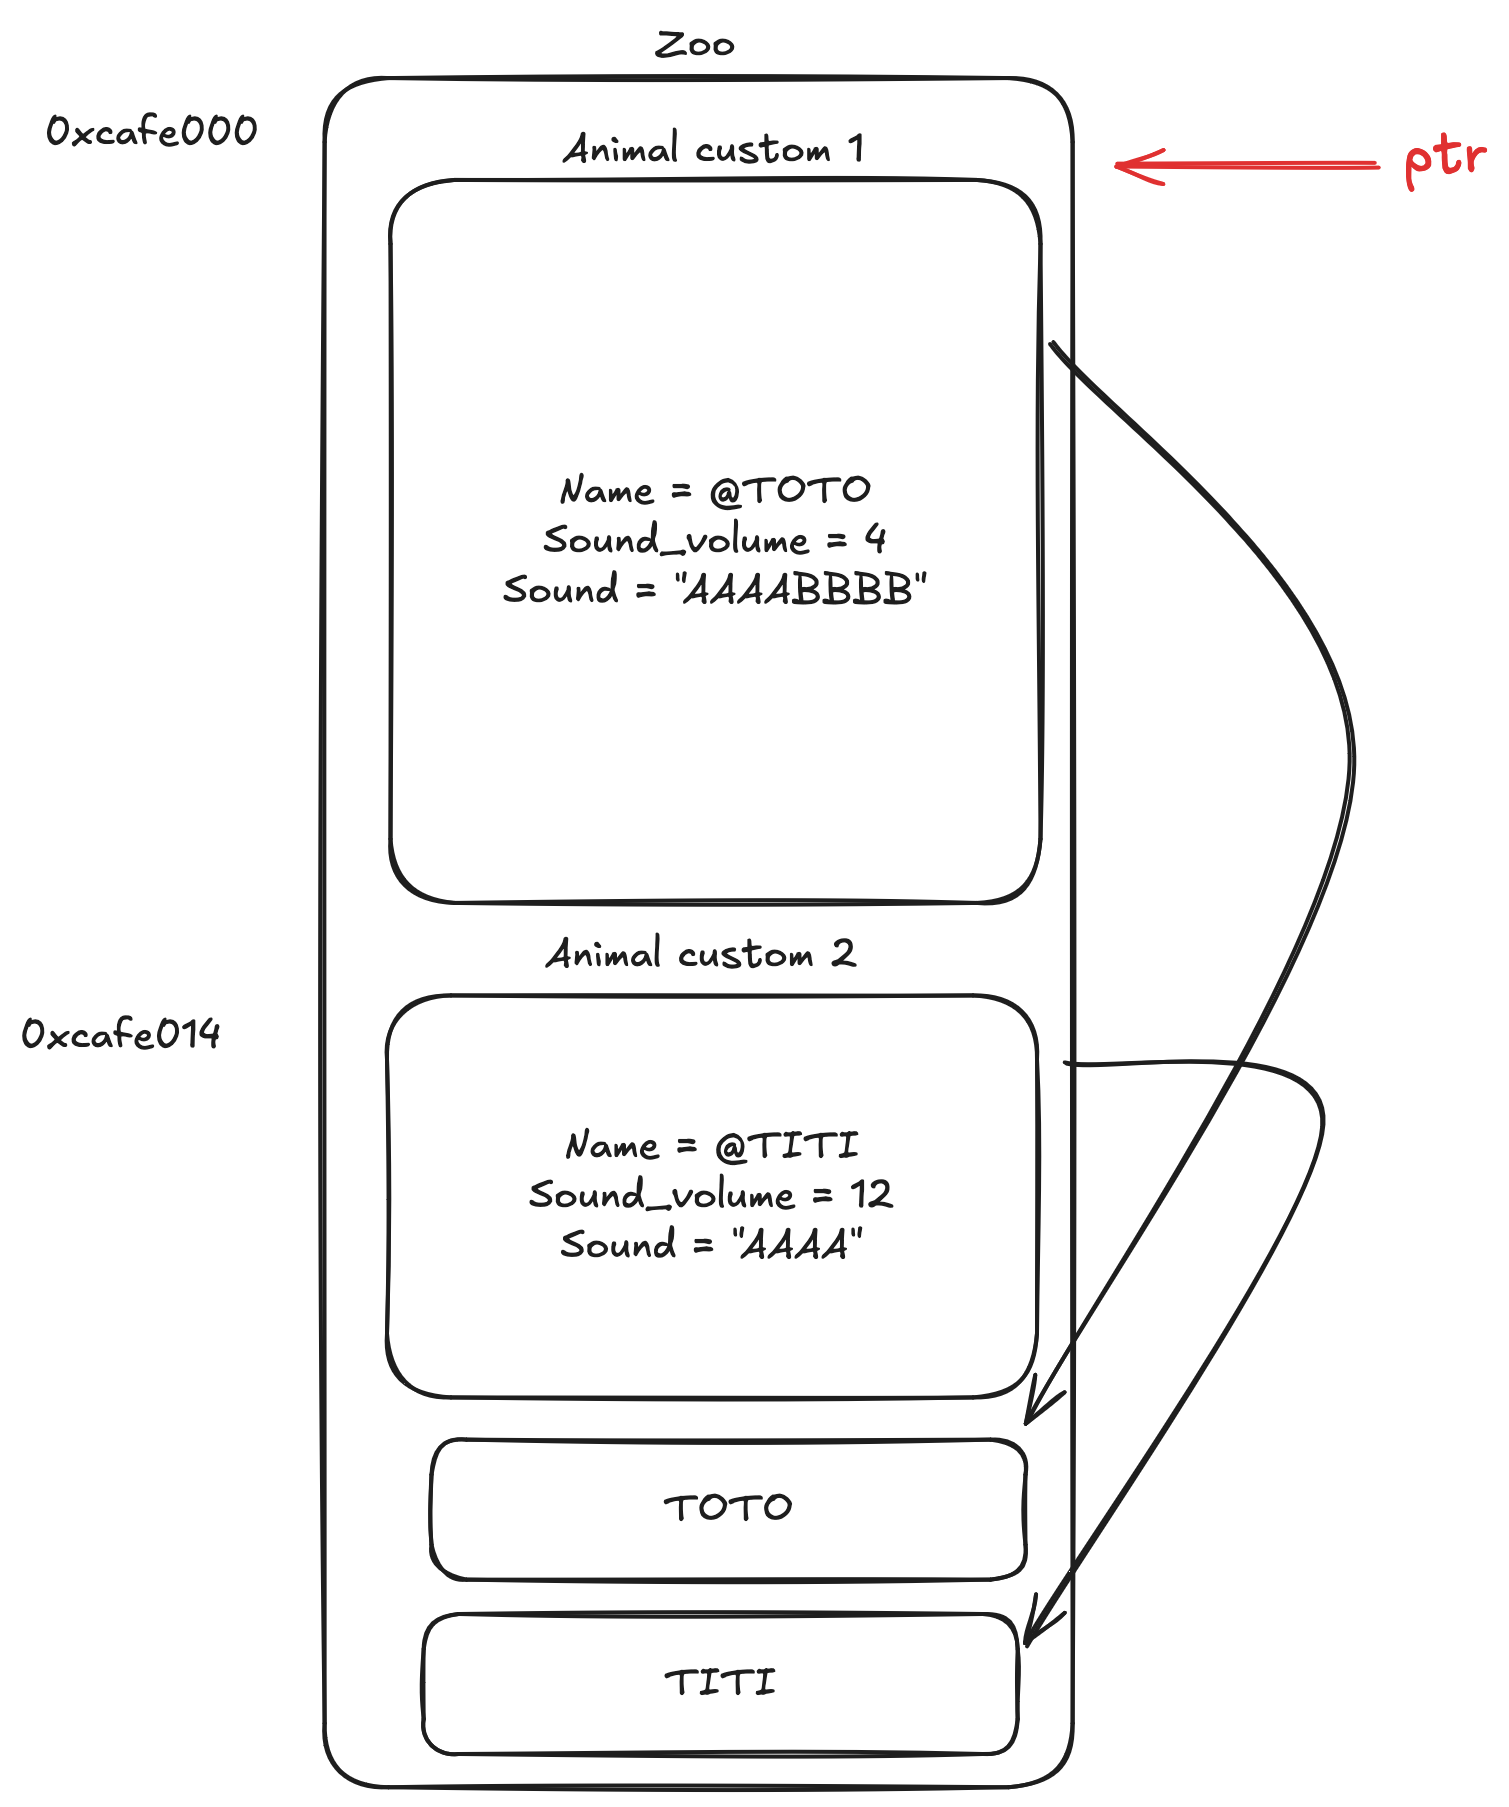 Zoo
0xcafe000
Animal custom 1
ptr
Name = @TOTO
Sound_volume = 4
Sound = "AAAABBBB"
Animal custom 2
0xcafe014
Name = @TITI
Sound_volume = 12
Sound = "AAAA"
TOTO
TITI